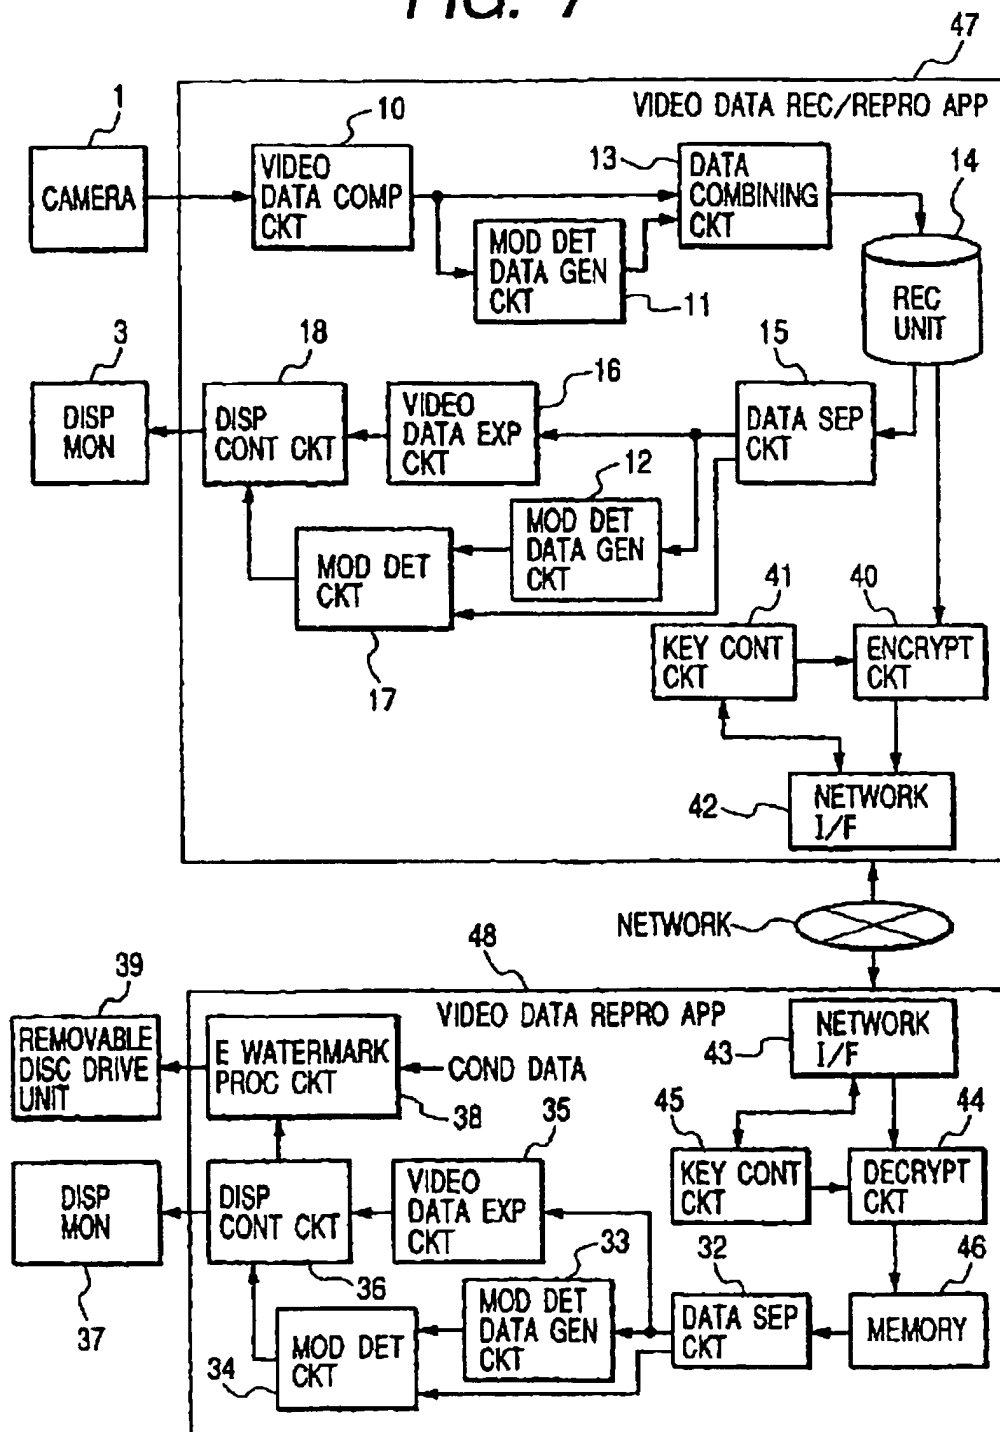 FIG. 7
47
VIDEO DATA REC/REPRO APP
1
10
13
14
CAMERA
VIDEO
DATA COMP
CKT
DATA
COMBINING
CKT
MOD DET
DATA GEN
CKT
11
REC
UNIT
3
18
16
15
DISP
MON
DISP
CONT CKT
VIDEO
DATA EXP
CKT
DATA SEP
CKT
12
MOD DET
DATA GEN
CKT
MOD DET
CKT
17
41
40
KEY CONT
CKT
ENCRYPT
CKT
42
NETWORK
I/F
NETWORK
48
39
VIDEO DATA REPRO APP
REMOVABLE
DISC DRIVE
UNIT
E WATERMARK
PROC CKT
COND DATA
38
43
NETWORK
I/F
35
45
44
DISP
MON
37
DISP
CONT CKT
36
VIDEO
DATA EXP
CKT
KEY CONT
CKT
DECRYPT
CKT
33
32
46
MOD DET
DATA GEN
CKT
DATA SEP
CKT
MEMORY
34
MOD DET
CKT